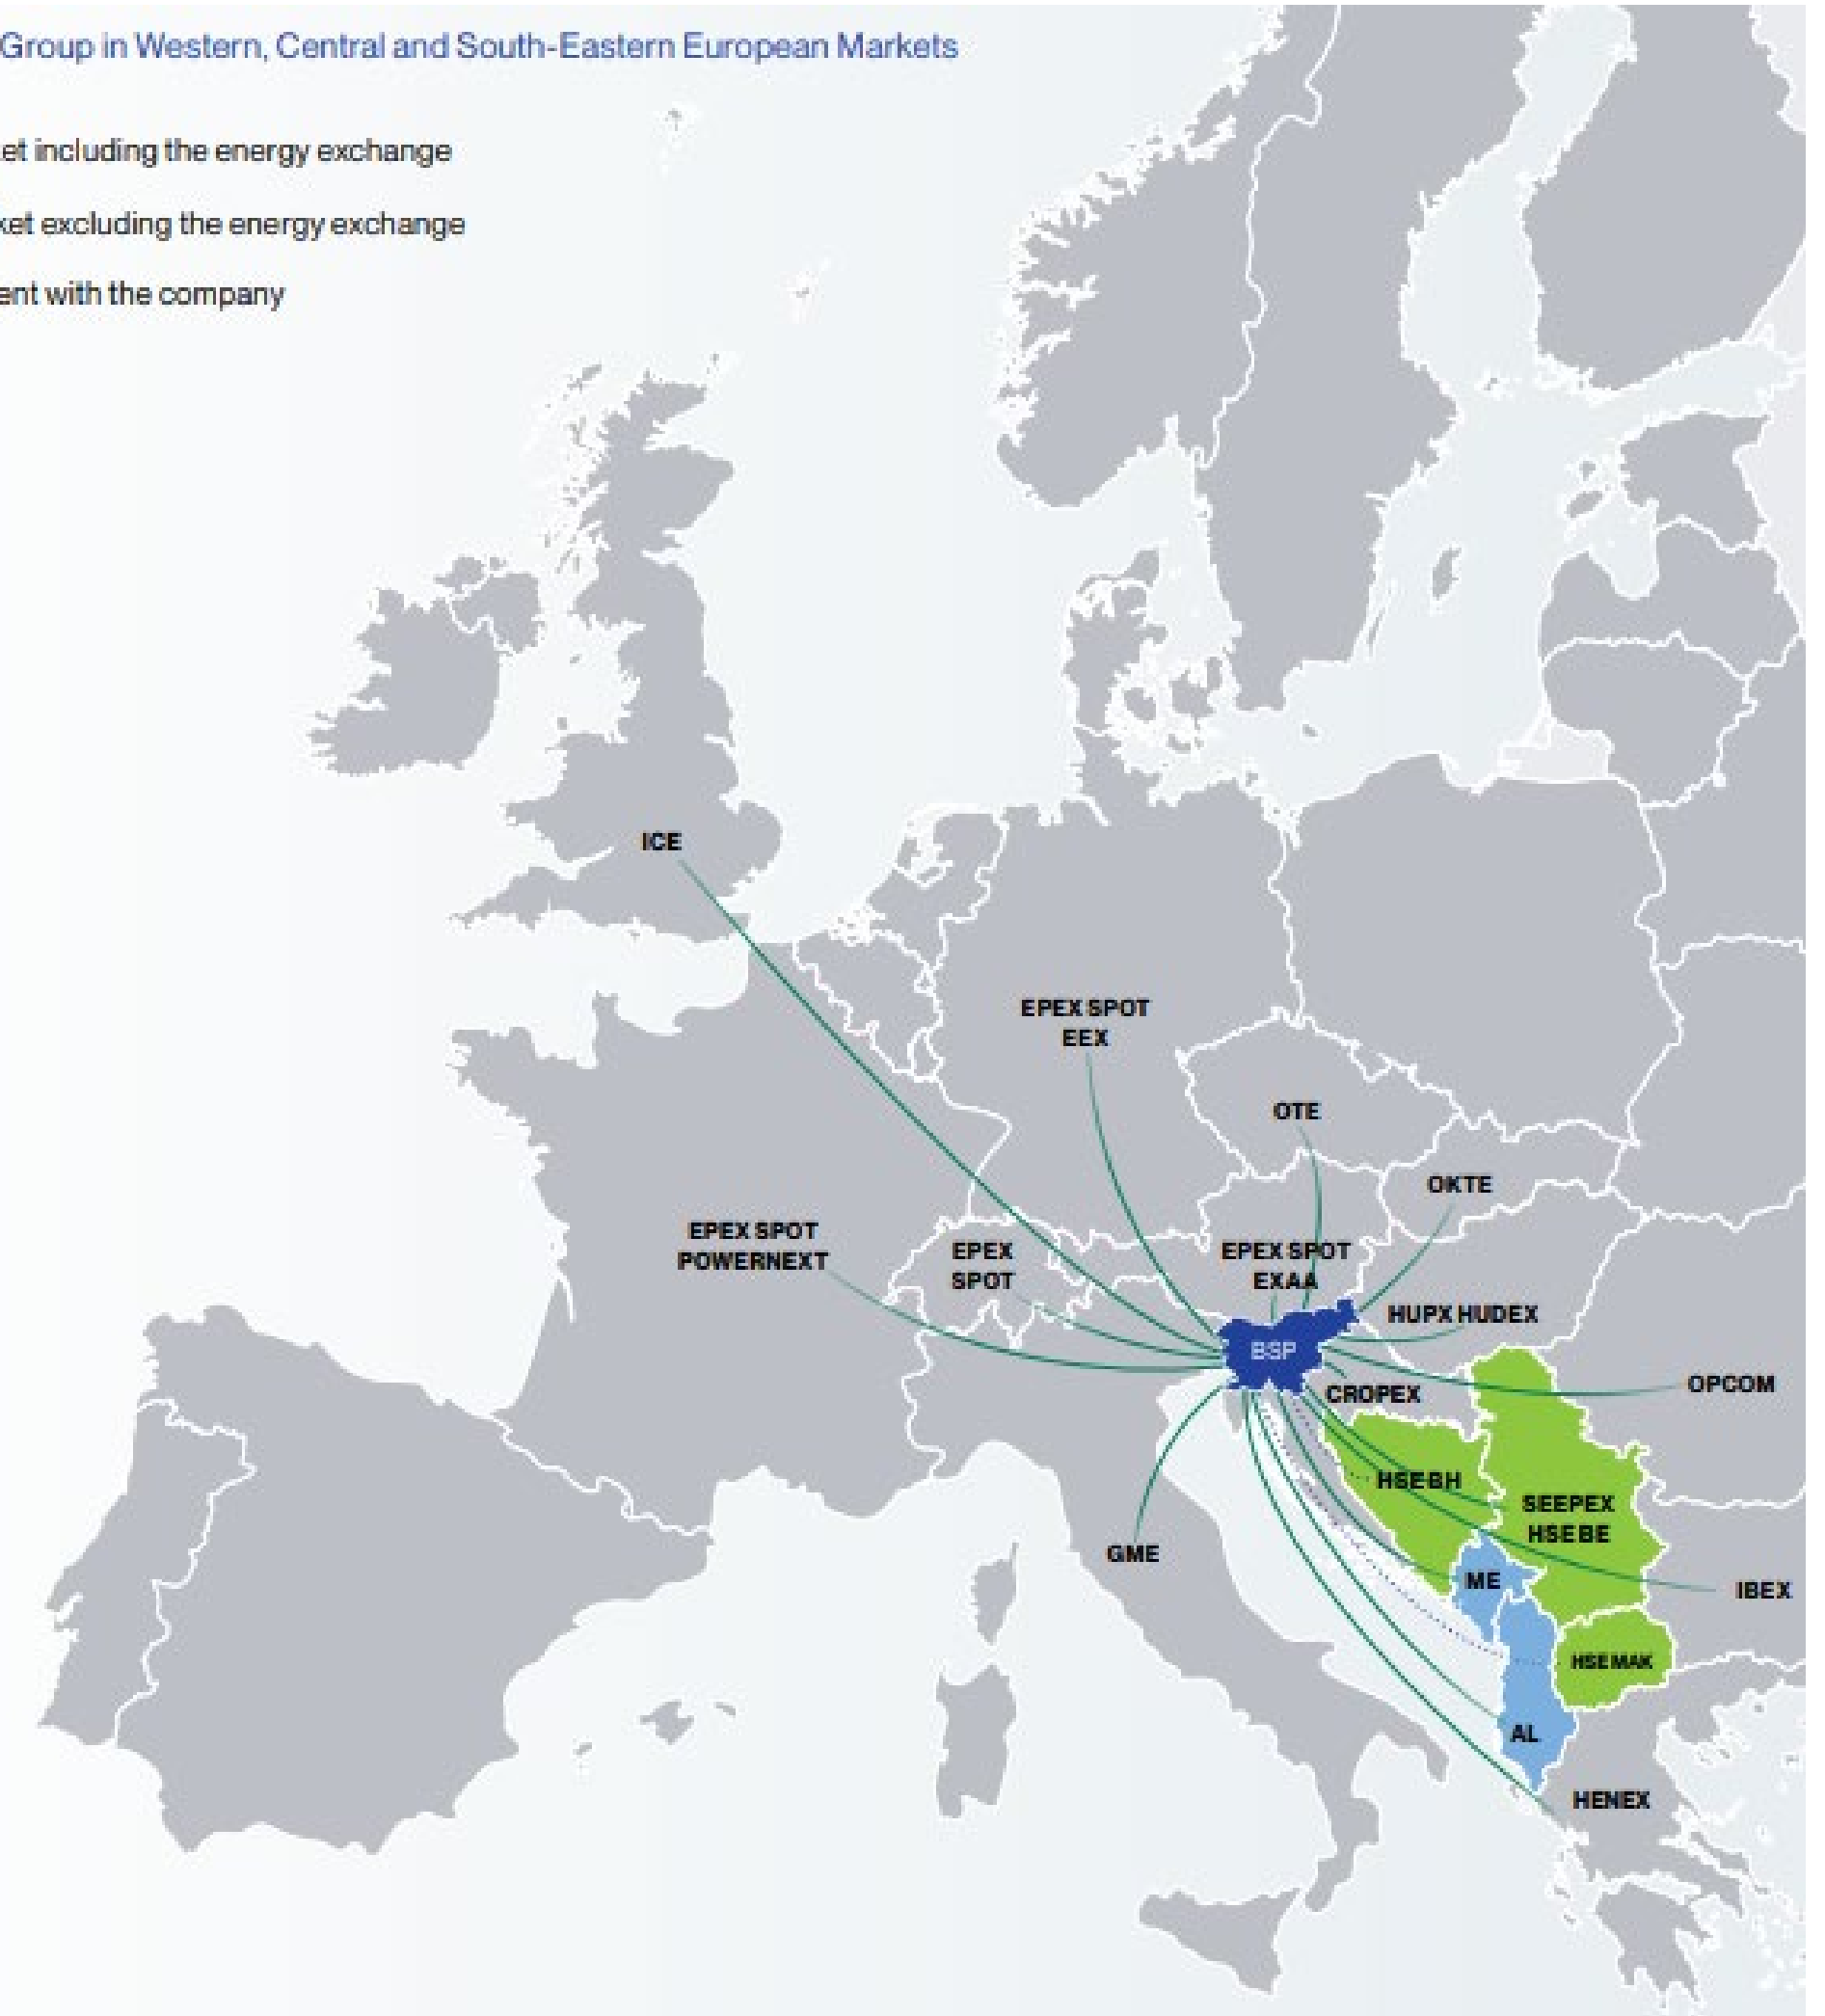 Group in Western, Central and South-Eastern European Markets
et including the energy exchange
ket excluding the energy exchange
ent with the company
ICE
EPEX SPOT
EEX
OTE
OKTE
EPEX SPOT
POWERNEXT
EPEX
SPOT
EPEX SPOT
EXAA
HUPX HUDEX
BSP
OPCOM
CROPEX
HSE BH
SEEPEX
HSE BE
GME
ME
IBEX
HSE MAK
AL
HENEX